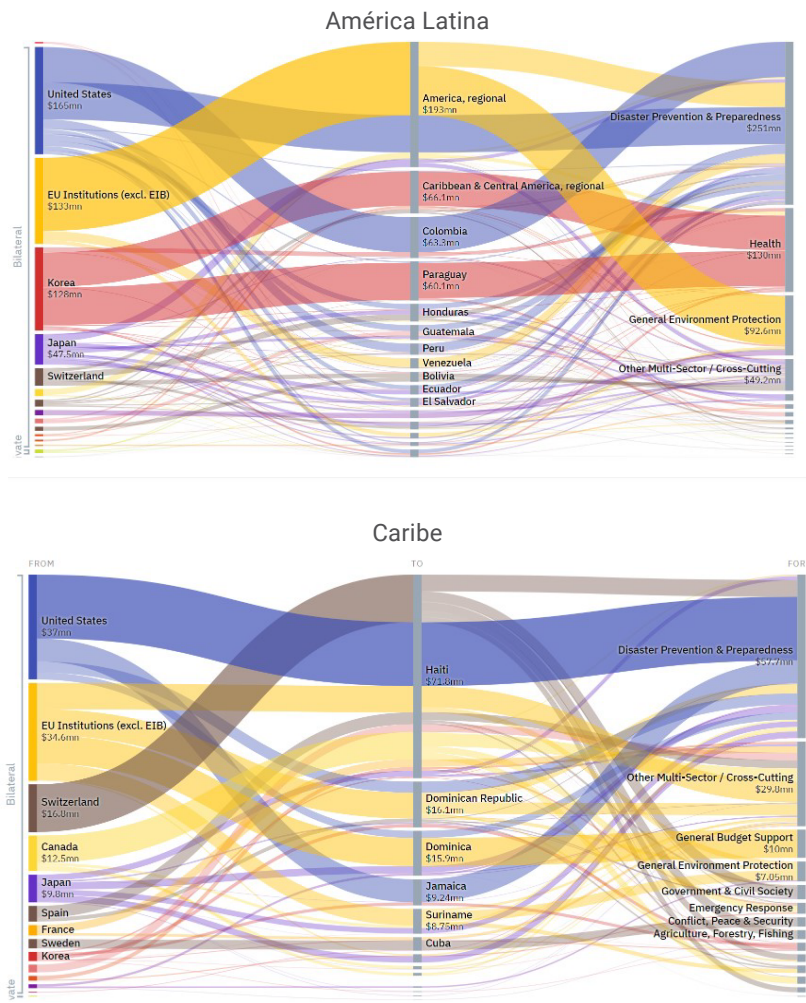 América Latina
United States
$165mn
EU Institutions (excl. EIB)
$133mn
Korea
$128mn
Japan
$47.5mn
Switzerland
Bilateral
vate
America, regional
$193mn
Caribbean & Central America, regional
$66.1mn
Colombia
$63.3mn
Paraguay
$60.1mn
Honduras
Guatemala
Peru
Venezuela
Bolivia
Ecuador
El Salvador
Disaster Prevention & Preparedness
$251mn
Health
$130mn
General Environment Protection
$92.6mn
Other Multi-Sector / Cross-Cutting
$49.2mn
Caribe
FROM
TO
FOR
United States
$37mn
EU Institutions (excl. EIB)
$34.6mn
Switzerland
$16.8mn
Canada
$12.5mn
Japan
$9.8mn
Spain
France
Sweden
Korea
Bilateral
vate
Haiti
$71.8mn
Dominican Republic
$16.1mn
Dominica
$15.9mn
Jamaica
$9.24mn
Suriname
$8.75mn
Cuba
Disaster Prevention & Preparedness
$57.7mn
Other Multi-Sector / Cross-Cutting
$29.8mn
General Budget Support
$10mn
General Environment Protection
$7.05mn
Government & Civil Society
Emergency Response
Conflict, Peace & Security
Agriculture, Forestry, Fishing